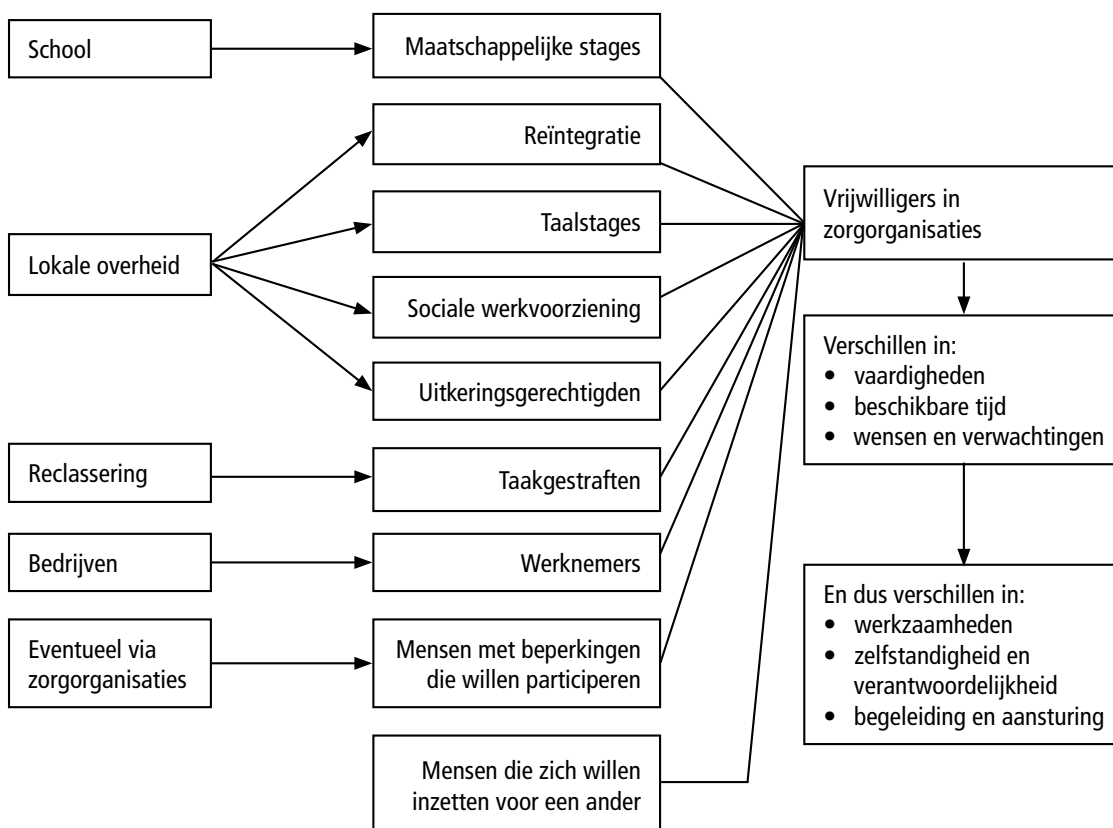 School
Maatschappelijke stages
Reïntegratie
Taalstages
Lokale overheid
Sociale werkvoorziening
Uitkeringsgerechtigden
Reclassering
Taakgestraften
Bedrijven
Werknemers
Eventueel via
zorgorganisaties
Mensen met beperkingen
die willen participeren
Mensen die zich willen
inzetten voor een ander
Vrijwilligers in
zorgorganisaties
Verschillen in:
• vaardigheden
• beschikbare tijd
• wensen en verwachtingen
En dus verschillen in:
• werkzaamheden
• zelfstandigheid en
verantwoordelijkheid
• begeleiding en aansturing